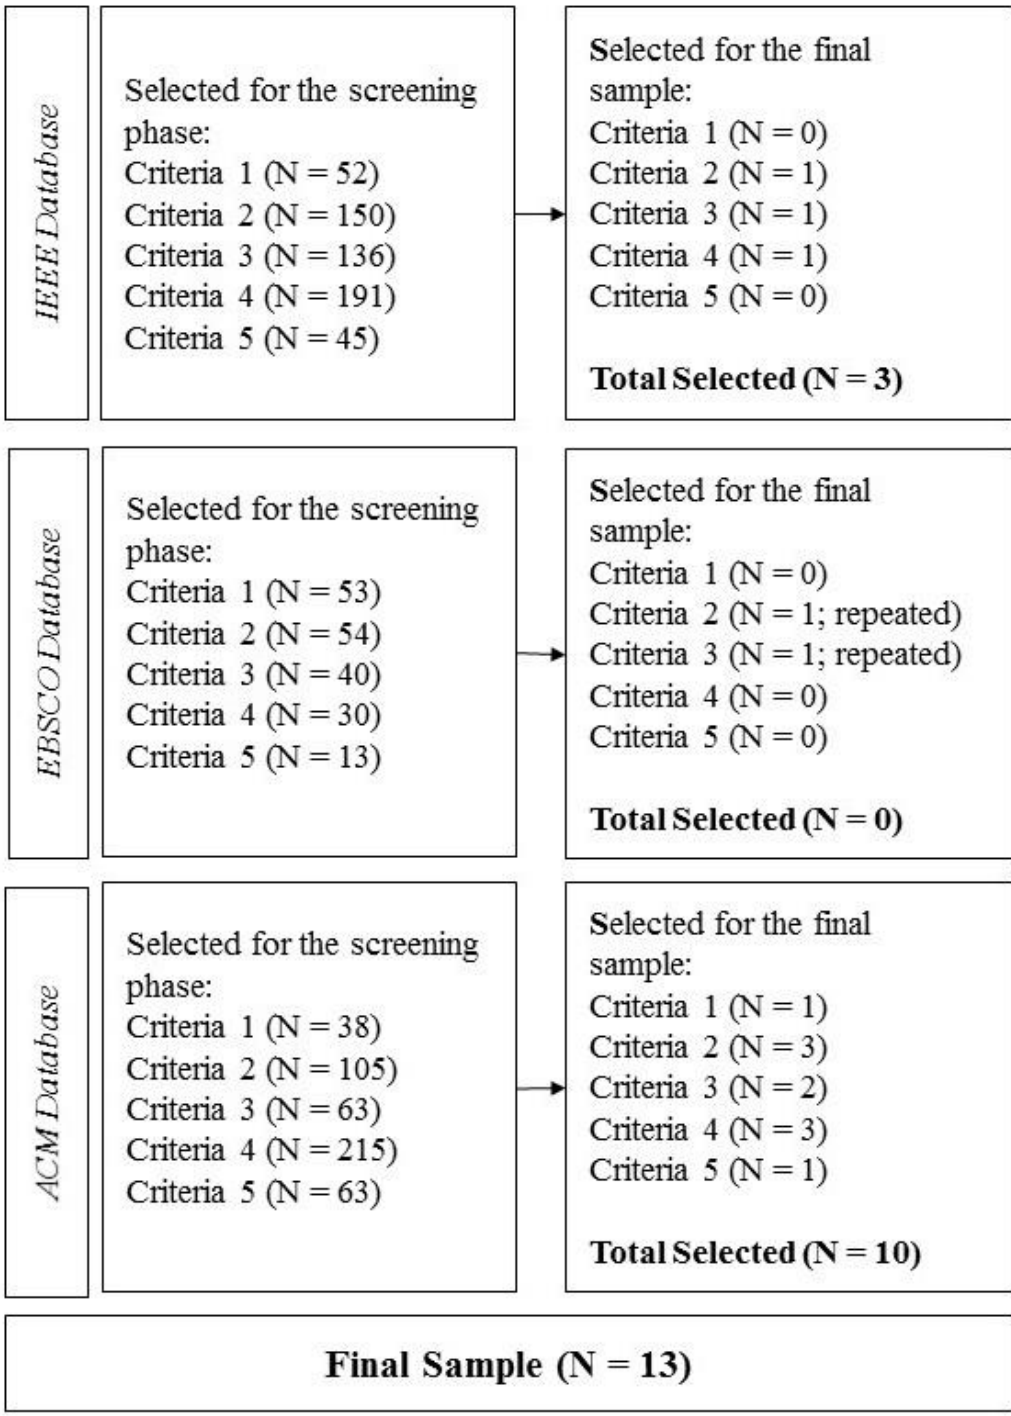 IEEE Database
Selected for the screening
phase:
Criteria 1 (N = 52)
Criteria 2 (N = 150)
Criteria 3 (N = 136)
Criteria 4 (N = 191)
Criteria 5 (N = 45)
Selected for the final
sample:
Criteria 1 (N = 0)
Criteria 2 (N = 1)
Criteria 3 (N = 1)
Criteria 4 (N = 1)
Criteria 5 (N = 0)
Total Selected (N = 3)
EBSCO Database
Selected for the screening
phase:
Criteria 1 (N = 53)
Criteria 2 (N = 54)
Criteria 3 (N = 40)
Criteria 4 (N = 30)
Criteria 5 (N = 13)
Selected for the final
sample:
Criteria 1 (N = 0)
Criteria 2 (N = 1; repeated)
Criteria 3 (N = 1; repeated)
Criteria 4 (N = 0)
Criteria 5 (N = 0)
Total Selected (N = 0)
ACM Database
Selected for the screening
phase:
Criteria 1 (N = 38)
Criteria 2 (N = 105)
Criteria 3 (N = 63)
Criteria 4 (N = 215)
Criteria 5 (N = 63)
Selected for the final
sample:
Criteria 1 (N = 1)
Criteria 2 (N = 3)
Criteria 3 (N = 2)
Criteria 4 (N = 3)
Criteria 5 (N = 1)
Total Selected (N = 10)
Final Sample (N = 13)